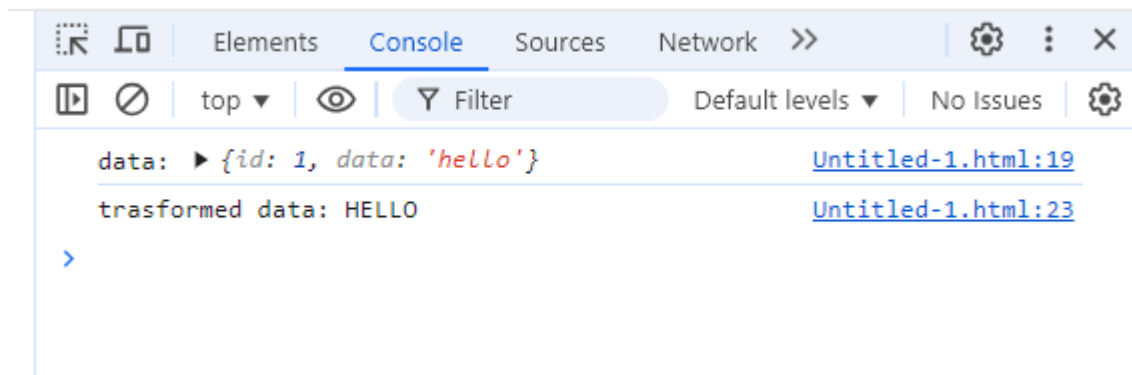 Elements Console Sources Network
top Filter Default levels No Issues
data: {id: 1, data: 'hello'} Untitled-1.html:19
trasformed data: HELLO Untitled-1.html:23